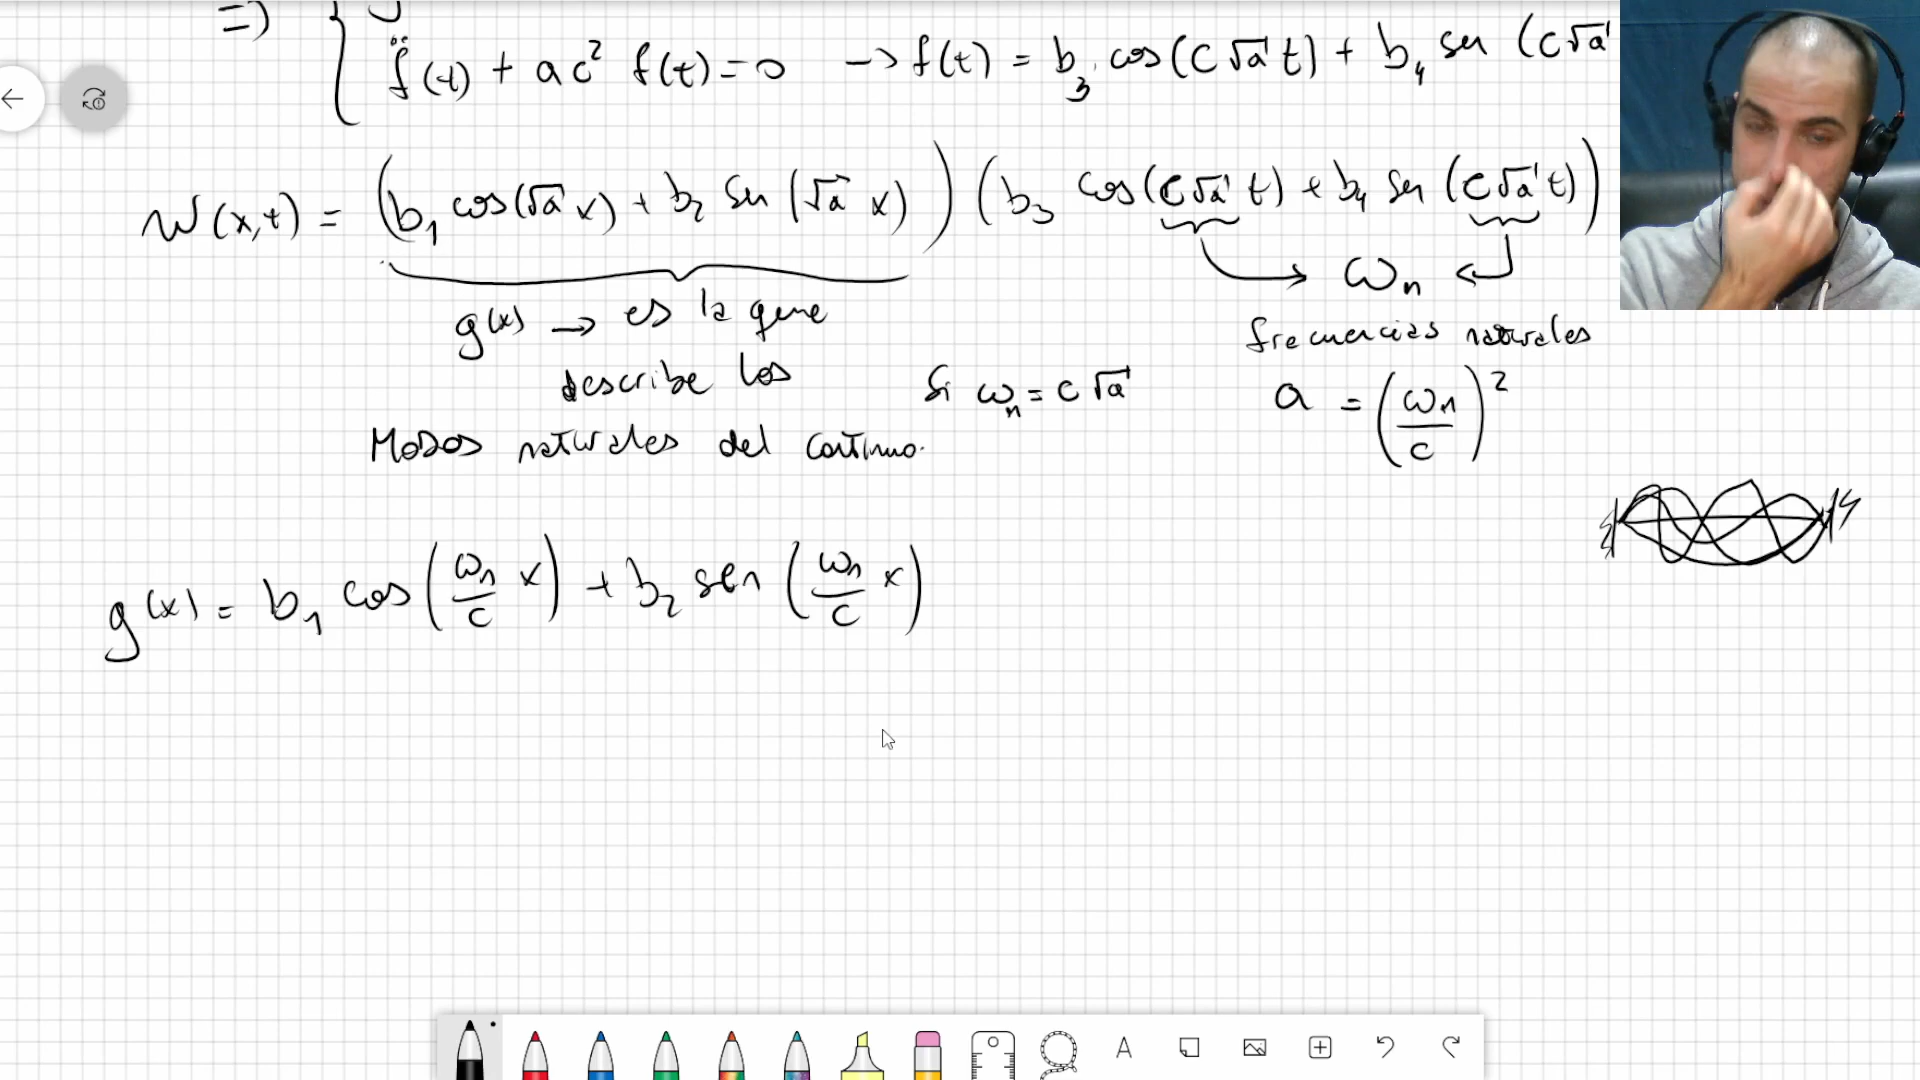 => {
f̈(t) + ac² f(t) = 0 → f(t) = b₃ cos(c√a t) + b₄ sen (c√a
w(x,t) = (b₁ cos(√a x) + b₂ sen (√a x)) (b₃ cos(c√a t) + b₄ sen (c√a t))
ωₙ
g(x) → es la que
describe los
Modos naturales del continuo.
frecuencias naturales
Si ωₙ = c√a
a = (ωₙ/c)²
g(x) = b₁ cos(ωₙ/c x) + b₂ sen (ωₙ/c x)
A